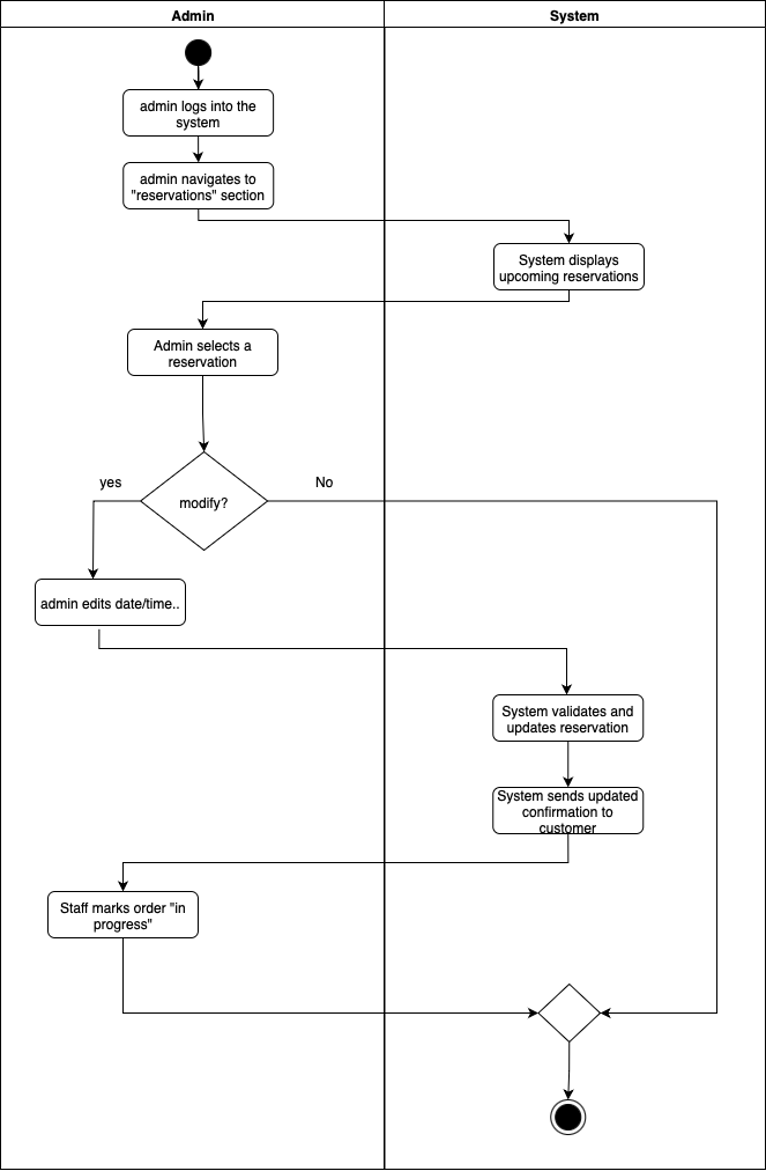 Admin
System
admin logs into the
system
admin navigates to
"reservations" section
System displays
upcoming reservations
Admin selects a
reservation
yes
No
modify?
admin edits date/time..
System validates and
updates reservation
System sends updated
confirmation to
customer
Staff marks order "in
progress"